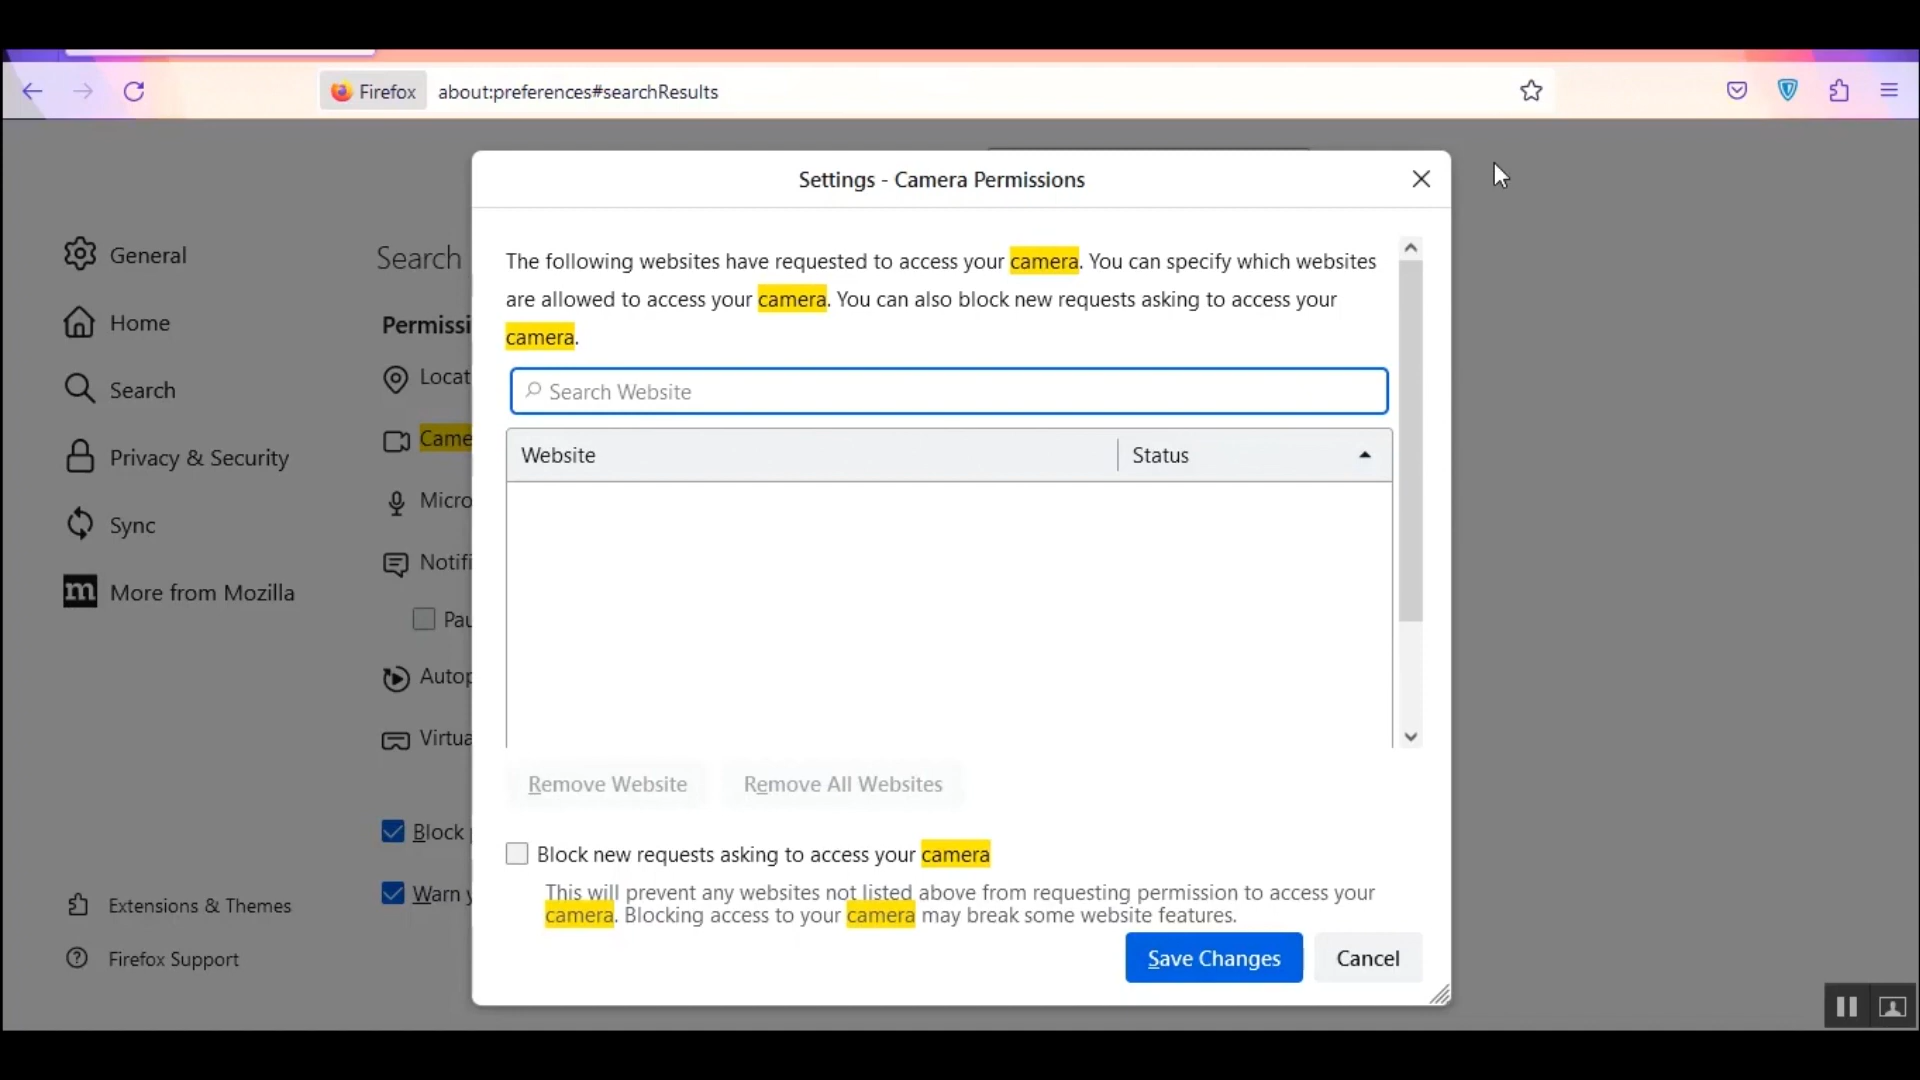 Firefox about:preferences#searchResults
Settings - Camera Permissions
General
Home
Search
Privacy & Security
Sync
m More from Mozilla
Extensions & Themes
Firefox Support
Search
Permissi
Locat
Came
Micro
Notifi
Pau
Autop
Virtua
Block p
Warn y
The following websites have requested to access your camera. You can specify which websites
are allowed to access your camera. You can also block new requests asking to access your
camera.
Search Website
Website Status
Remove Website Remove All Websites
Block new requests asking to access your camera
This will prevent any websites not listed above from requesting permission to access your
camera. Blocking access to your camera may break some website features.
Save Changes Cancel